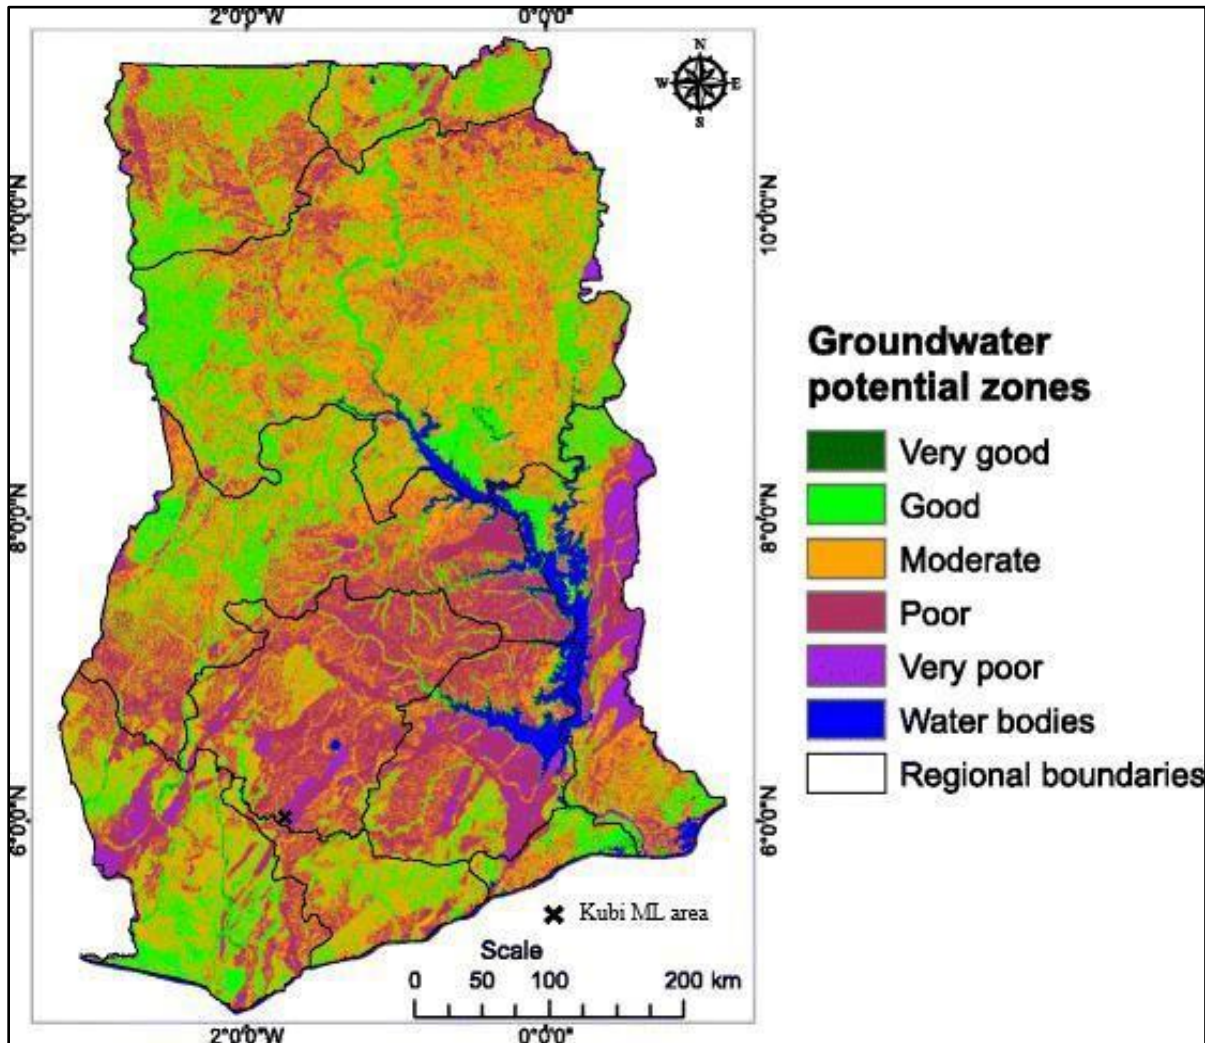 2°0'0"W 0°0'0"
N
W E
S
10°0'0"N 10°0'0"N
8°0'0"N 8°0'0"N
6°0'0"N 6°0'0"N
Groundwater
potential zones
Very good
Good
Moderate
Poor
Very poor
Water bodies
Regional boundaries
Kubi ML area
Scale
0 50 100 200 km
2°0'0"W 0°0'0"